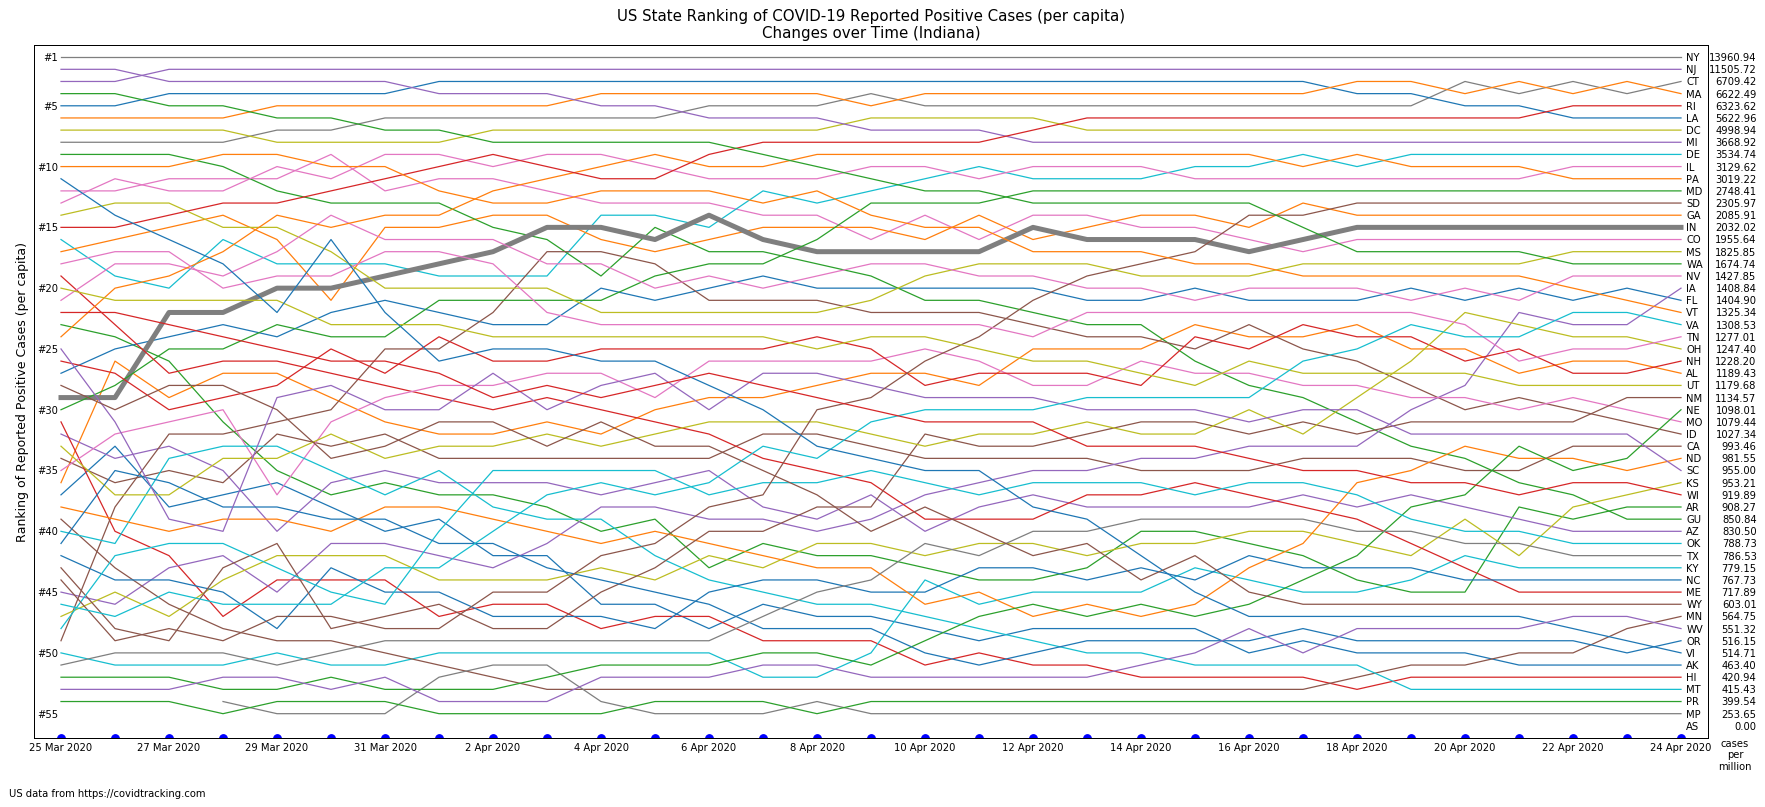 US State Ranking of COVID-19 Reported Positive Cases (per capita)
Changes over Time (Indiana)
Ranking of Reported Positive Cases (per capita)
#1
#5
#10
#15
#20
#25
#30
#35
#40
#45
#50
#55
NY 13960.94
NJ 11505.72
CT 6709.42
MA 6622.49
RI 6323.62
LA 5622.96
DC 4998.94
MI 3668.92
DE 3534.74
IL 3129.62
PA 3019.22
MD 2748.41
SD 2305.97
GA 2085.91
IN 2032.02
CO 1955.64
MS 1825.85
WA 1674.74
NV 1427.85
IA 1408.84
FL 1404.90
VT 1325.34
VA 1308.53
TN 1277.01
OH 1247.40
NH 1228.20
AL 1189.43
UT 1179.68
NM 1134.57
NE 1098.01
MO 1079.44
ID 1027.34
CA 993.46
ND 981.55
SC 955.00
KS 953.21
WI 919.89
AR 908.27
GU 850.84
AZ 830.50
OK 788.73
TX 786.53
KY 779.15
NC 767.73
ME 717.89
WY 603.01
MN 564.75
WV 551.32
OR 516.15
VI 514.71
AK 463.40
HI 420.94
MT 415.43
PR 399.54
MP 253.65
AS 0.00
25 Mar 2020 27 Mar 2020 29 Mar 2020 31 Mar 2020 2 Apr 2020 4 Apr 2020 6 Apr 2020 8 Apr 2020 10 Apr 2020 12 Apr 2020 14 Apr 2020 16 Apr 2020 18 Apr 2020 20 Apr 2020 22 Apr 2020 24 Apr 2020
cases
per
million
US data from https://covidtracking.com